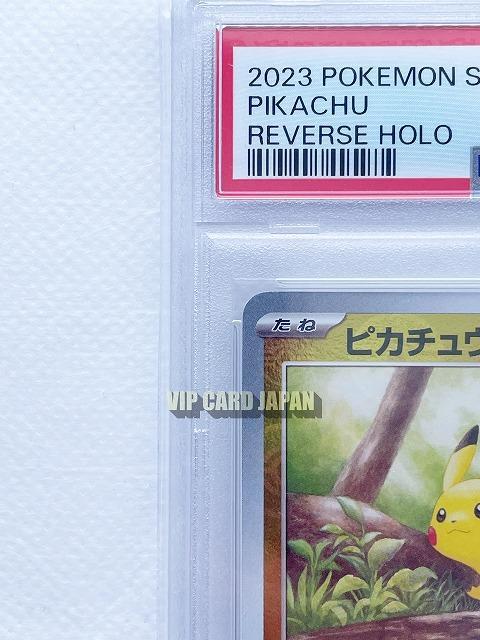 2023 POKEMON S
PIKACHU
REVERSE HOLO
たね
ピカチュウ
VIP CARD JAPAN